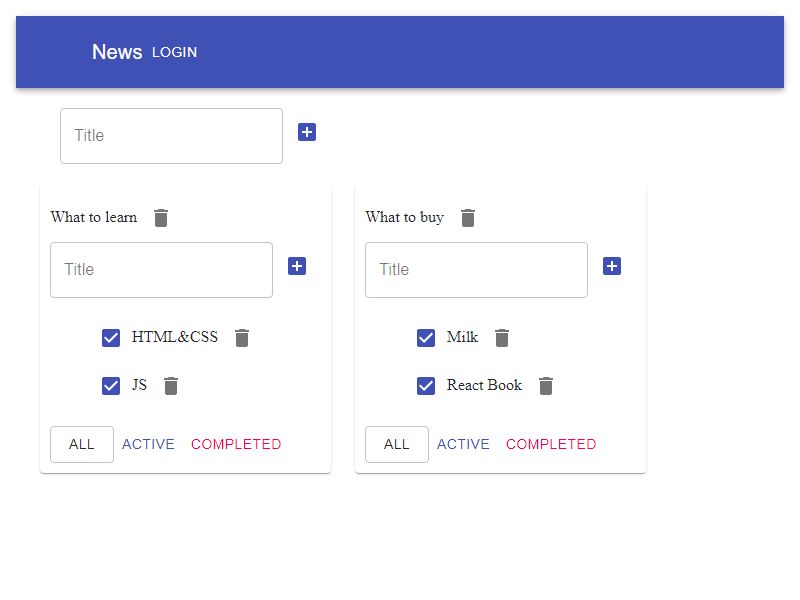 News LOGIN
Title
What to learn
Title
HTML&CSS
JS
ALL ACTIVE COMPLETED
What to buy
Title
Milk
React Book
ALL ACTIVE COMPLETED